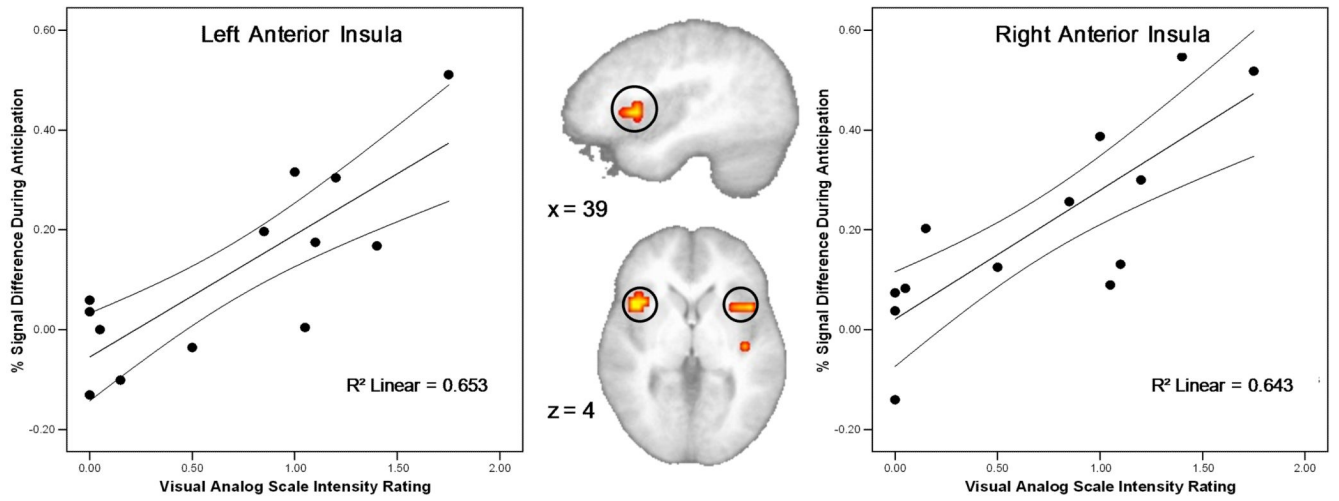 Left Anterior Insula
% Signal Difference During Anticipation
0.60
0.40
0.20
0.00
-0.20
R² Linear = 0.653
0.00 0.50 1.00 1.50 2.00
Visual Analog Scale Intensity Rating
x = 39
z = 4
Right Anterior Insula
% Signal Difference During Anticipation
0.60
0.40
0.20
0.00
-0.20
R² Linear = 0.643
0.00 0.50 1.00 1.50 2.00
Visual Analog Scale Intensity Rating